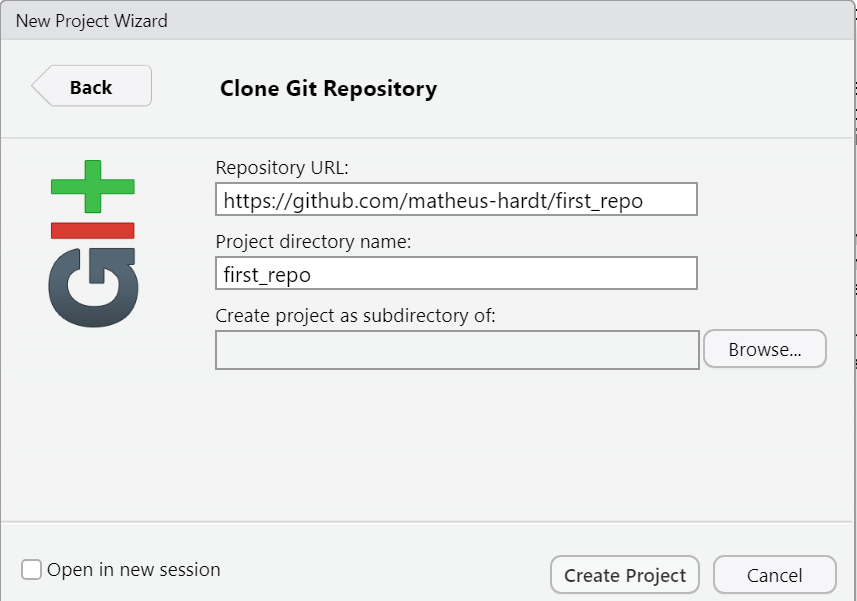 New Project Wizard
Back
Clone Git Repository
Repository URL:
https://github.com/matheus-hardt/first_repo
Project directory name:
first_repo
Create project as subdirectory of:
Browse...
GIt
Open in new session
Create Project
Cancel